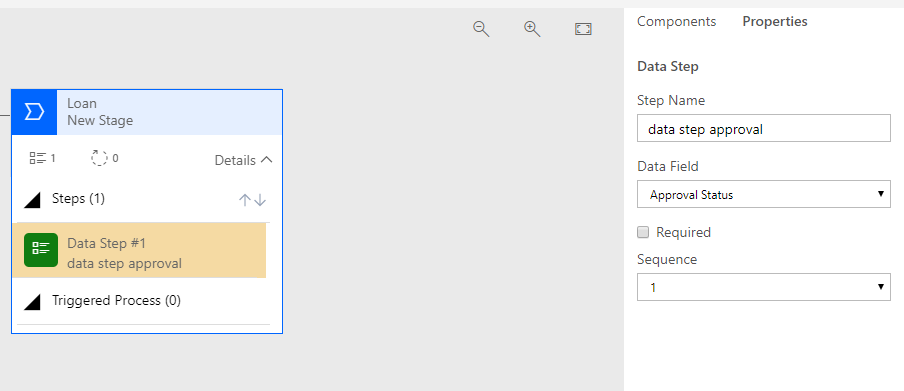 Components Properties
Loan
New Stage
1 0 Details
Steps (1)
Data Step #1
data step approval
Triggered Process (0)
Data Step
Step Name
data step approval
Data Field
Approval Status
Required
Sequence
1